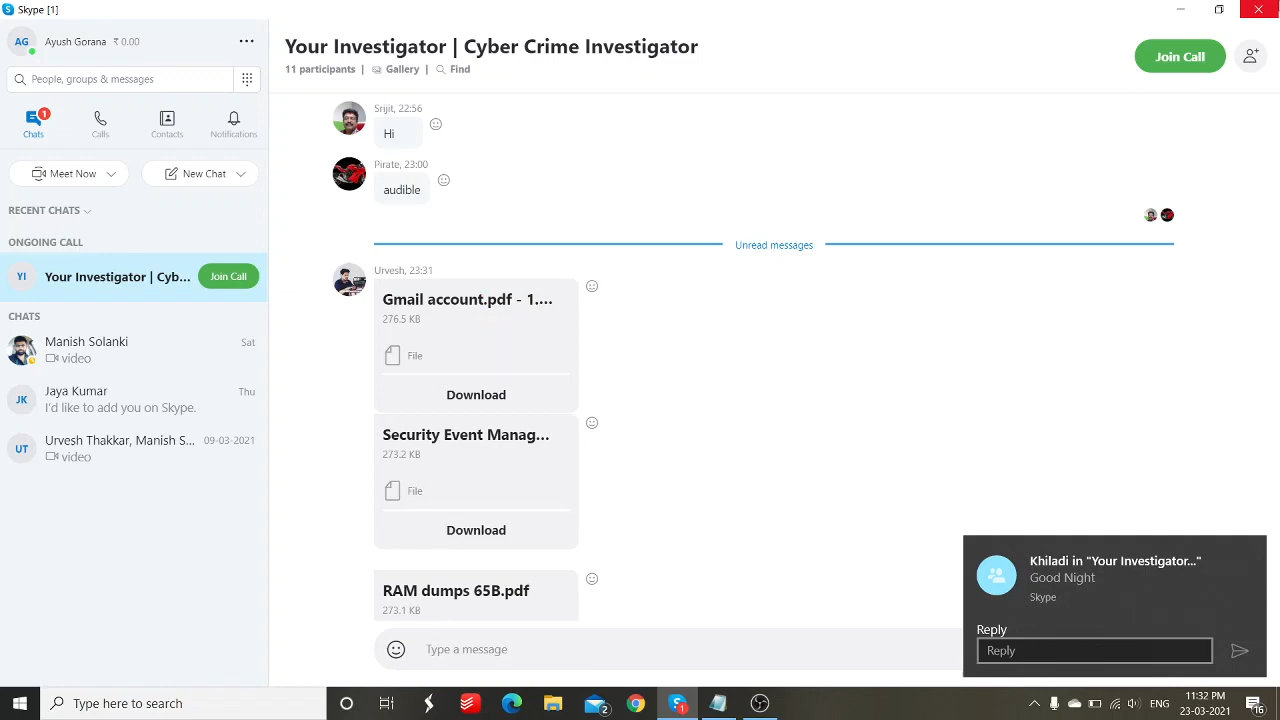 Skype [1]
AG
Ayush Gorana ₹ 0.00
People, groups & messages
Chats
1
Calls
Contacts
Notifications
Meet Now
New Chat
RECENT CHATS
ONGOING CALL
YI
Your Investigator | Cyb...
Join Call
CHATS
Manish Solanki
Sat
video
JK
Jaya Kumar
Thu
I'd like to add you on Skype.
UT
Urvesh Thakkar, Manish S...
09-03-2021
video
Your Investigator | Cyber Crime Investigator
11 participants | Gallery | Find
Join Call
Srijit, 22:56
Hi
Pirate, 23:00
audible
Unread messages
Urvesh, 23:31
Gmail account.pdf - 1....
276.5 KB
File
Download
Security Event Manag...
273.2 KB
File
Download
RAM dumps 65B.pdf
273.1 KB
Type a message
Khiladi in "Your Investigator..."
Good Night
Skype
Reply
Reply
Type here to search
2
1
ENG
11:32 PM
23-03-2021
16